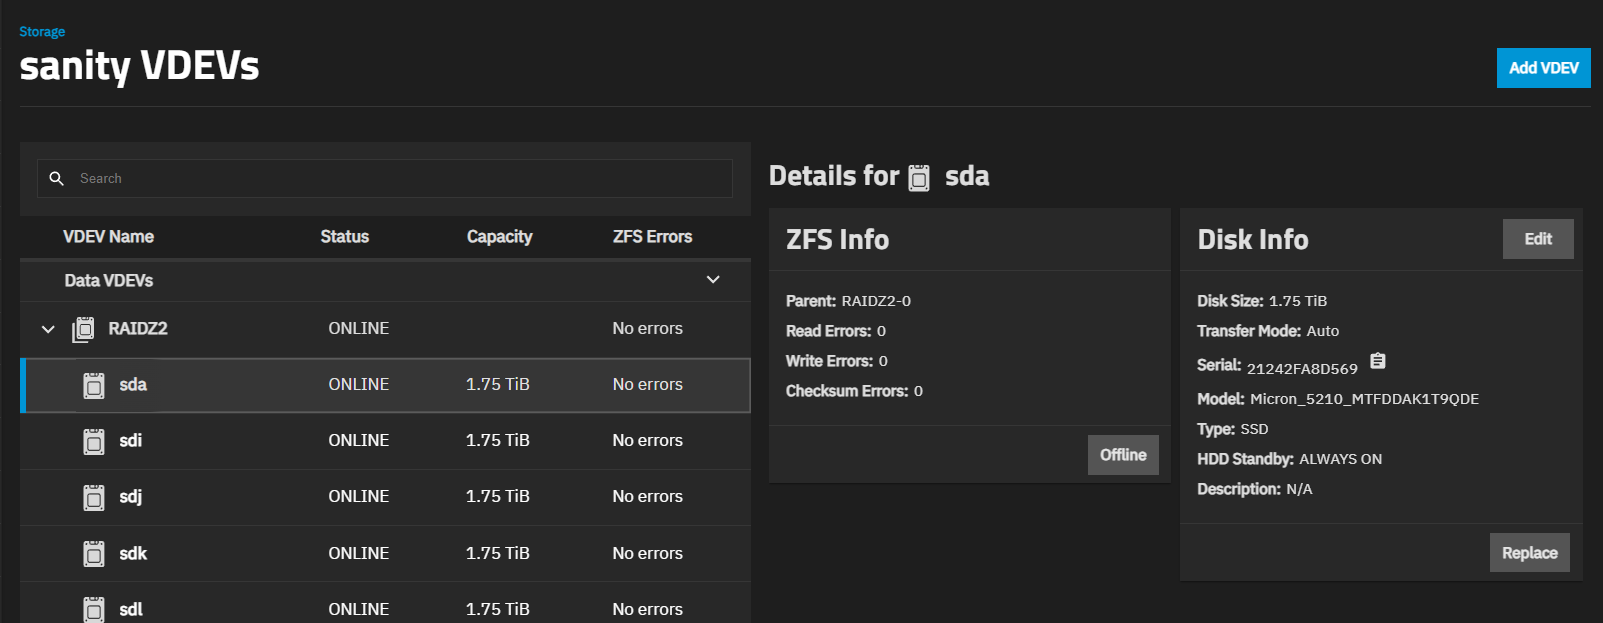 Storage
sanity VDEVs
Add VDEV
Search
VDEV Name Status Capacity ZFS Errors
Data VDEVs
RAIDZ2 ONLINE No errors
sda ONLINE 1.75 TiB No errors
sdi ONLINE 1.75 TiB No errors
sdj ONLINE 1.75 TiB No errors
sdk ONLINE 1.75 TiB No errors
sdl ONLINE 1.75 TiB No errors
Details for sda
ZFS Info
Parent: RAIDZ2-0
Read Errors: 0
Write Errors: 0
Checksum Errors: 0
Offline
Disk Info
Edit
Disk Size: 1.75 TiB
Transfer Mode: Auto
Serial: 21242FA8D569
Model: Micron_5210_MTFDDAK1T9QDE
Type: SSD
HDD Standby: ALWAYS ON
Description: N/A
Replace